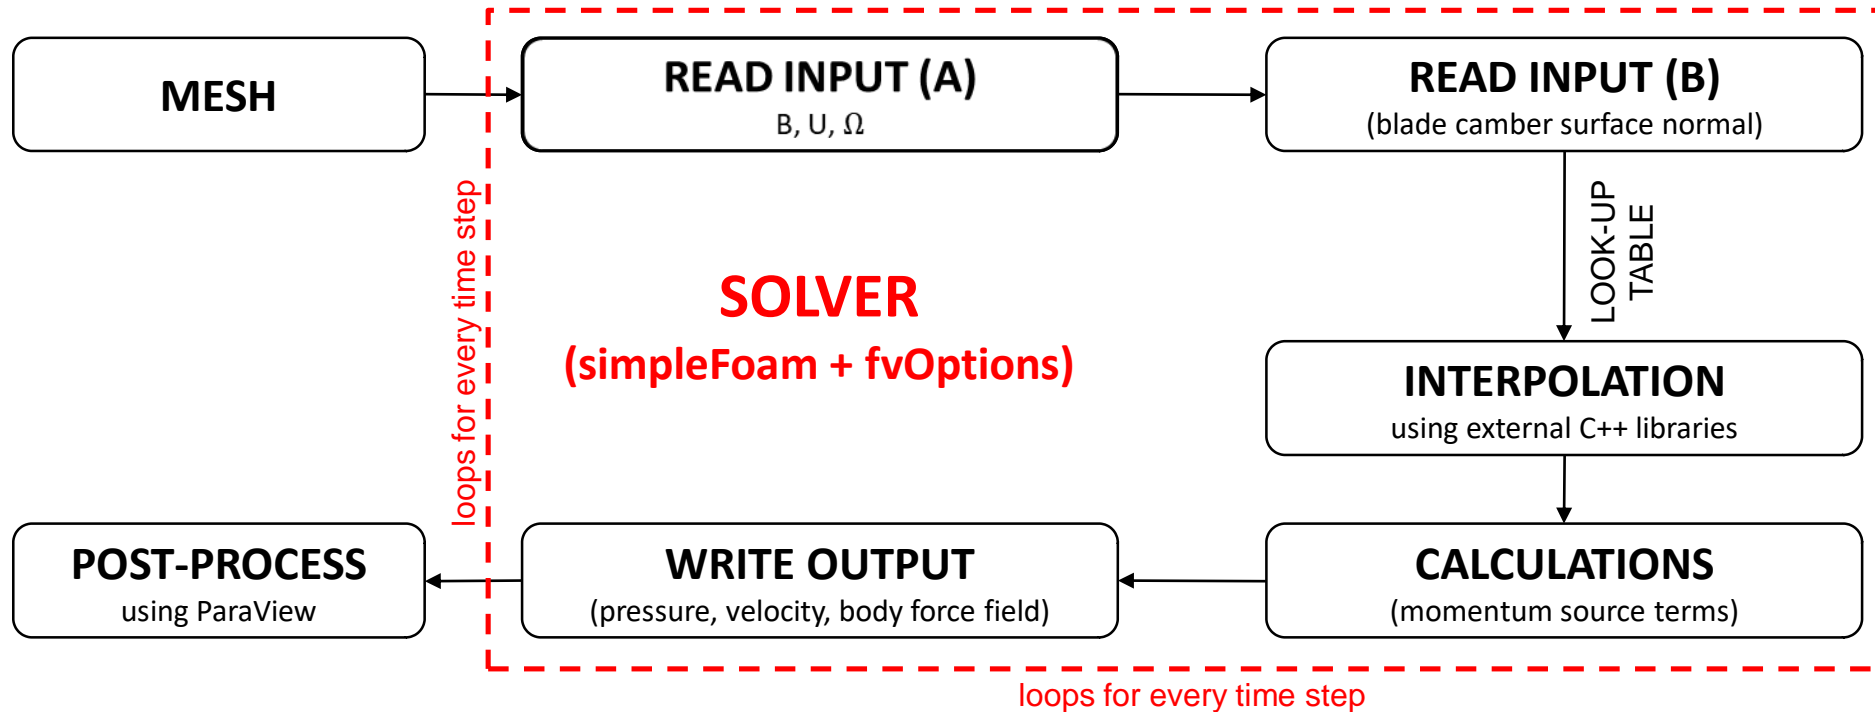 MESH
READ INPUT (A)
B, U, Ω
READ INPUT (B)
(blade camber surface normal)
loops for every time step
LOOK-UP
TABLE
SOLVER
(simpleFoam + fvOptions)
INTERPOLATION
using external C++ libraries
POST-PROCESS
using ParaView
WRITE OUTPUT
(pressure, velocity, body force field)
CALCULATIONS
(momentum source terms)
loops for every time step